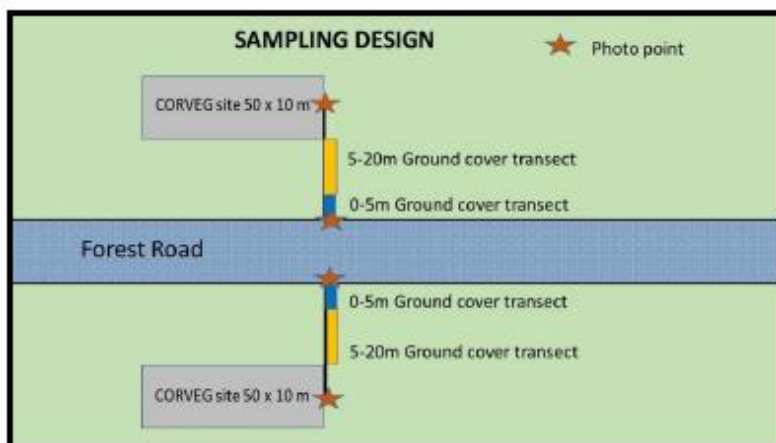 SAMPLING DESIGN
Photo point
CORVEG site 50 x 10 m
5-20m Ground cover transect
0-5m Ground cover transect
Forest Road
0-5m Ground cover transect
5-20m Ground cover transect
CORVEG site 50 x 10 m